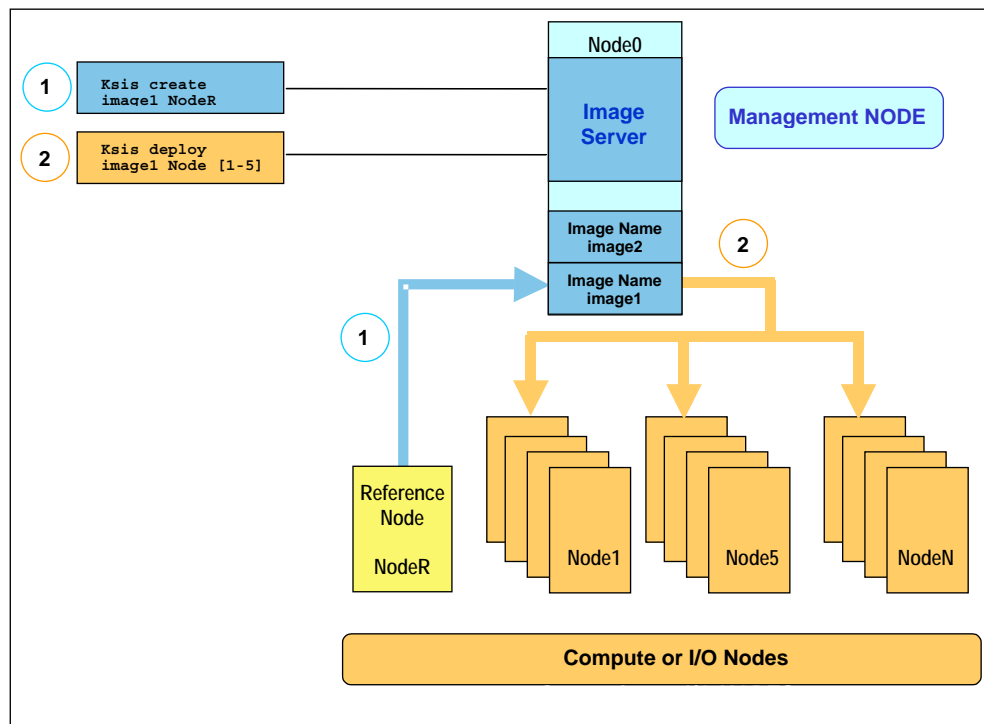 Node0
1
Ksis create
image1 NodeR
Image
Server
Management NODE
2
Ksis deploy
image1 Node [1-5]
Image Name
image2
2
Image Name
image1
1
Reference
Node
NodeR
Node1
Node5
NodeN
Compute or I/O Nodes